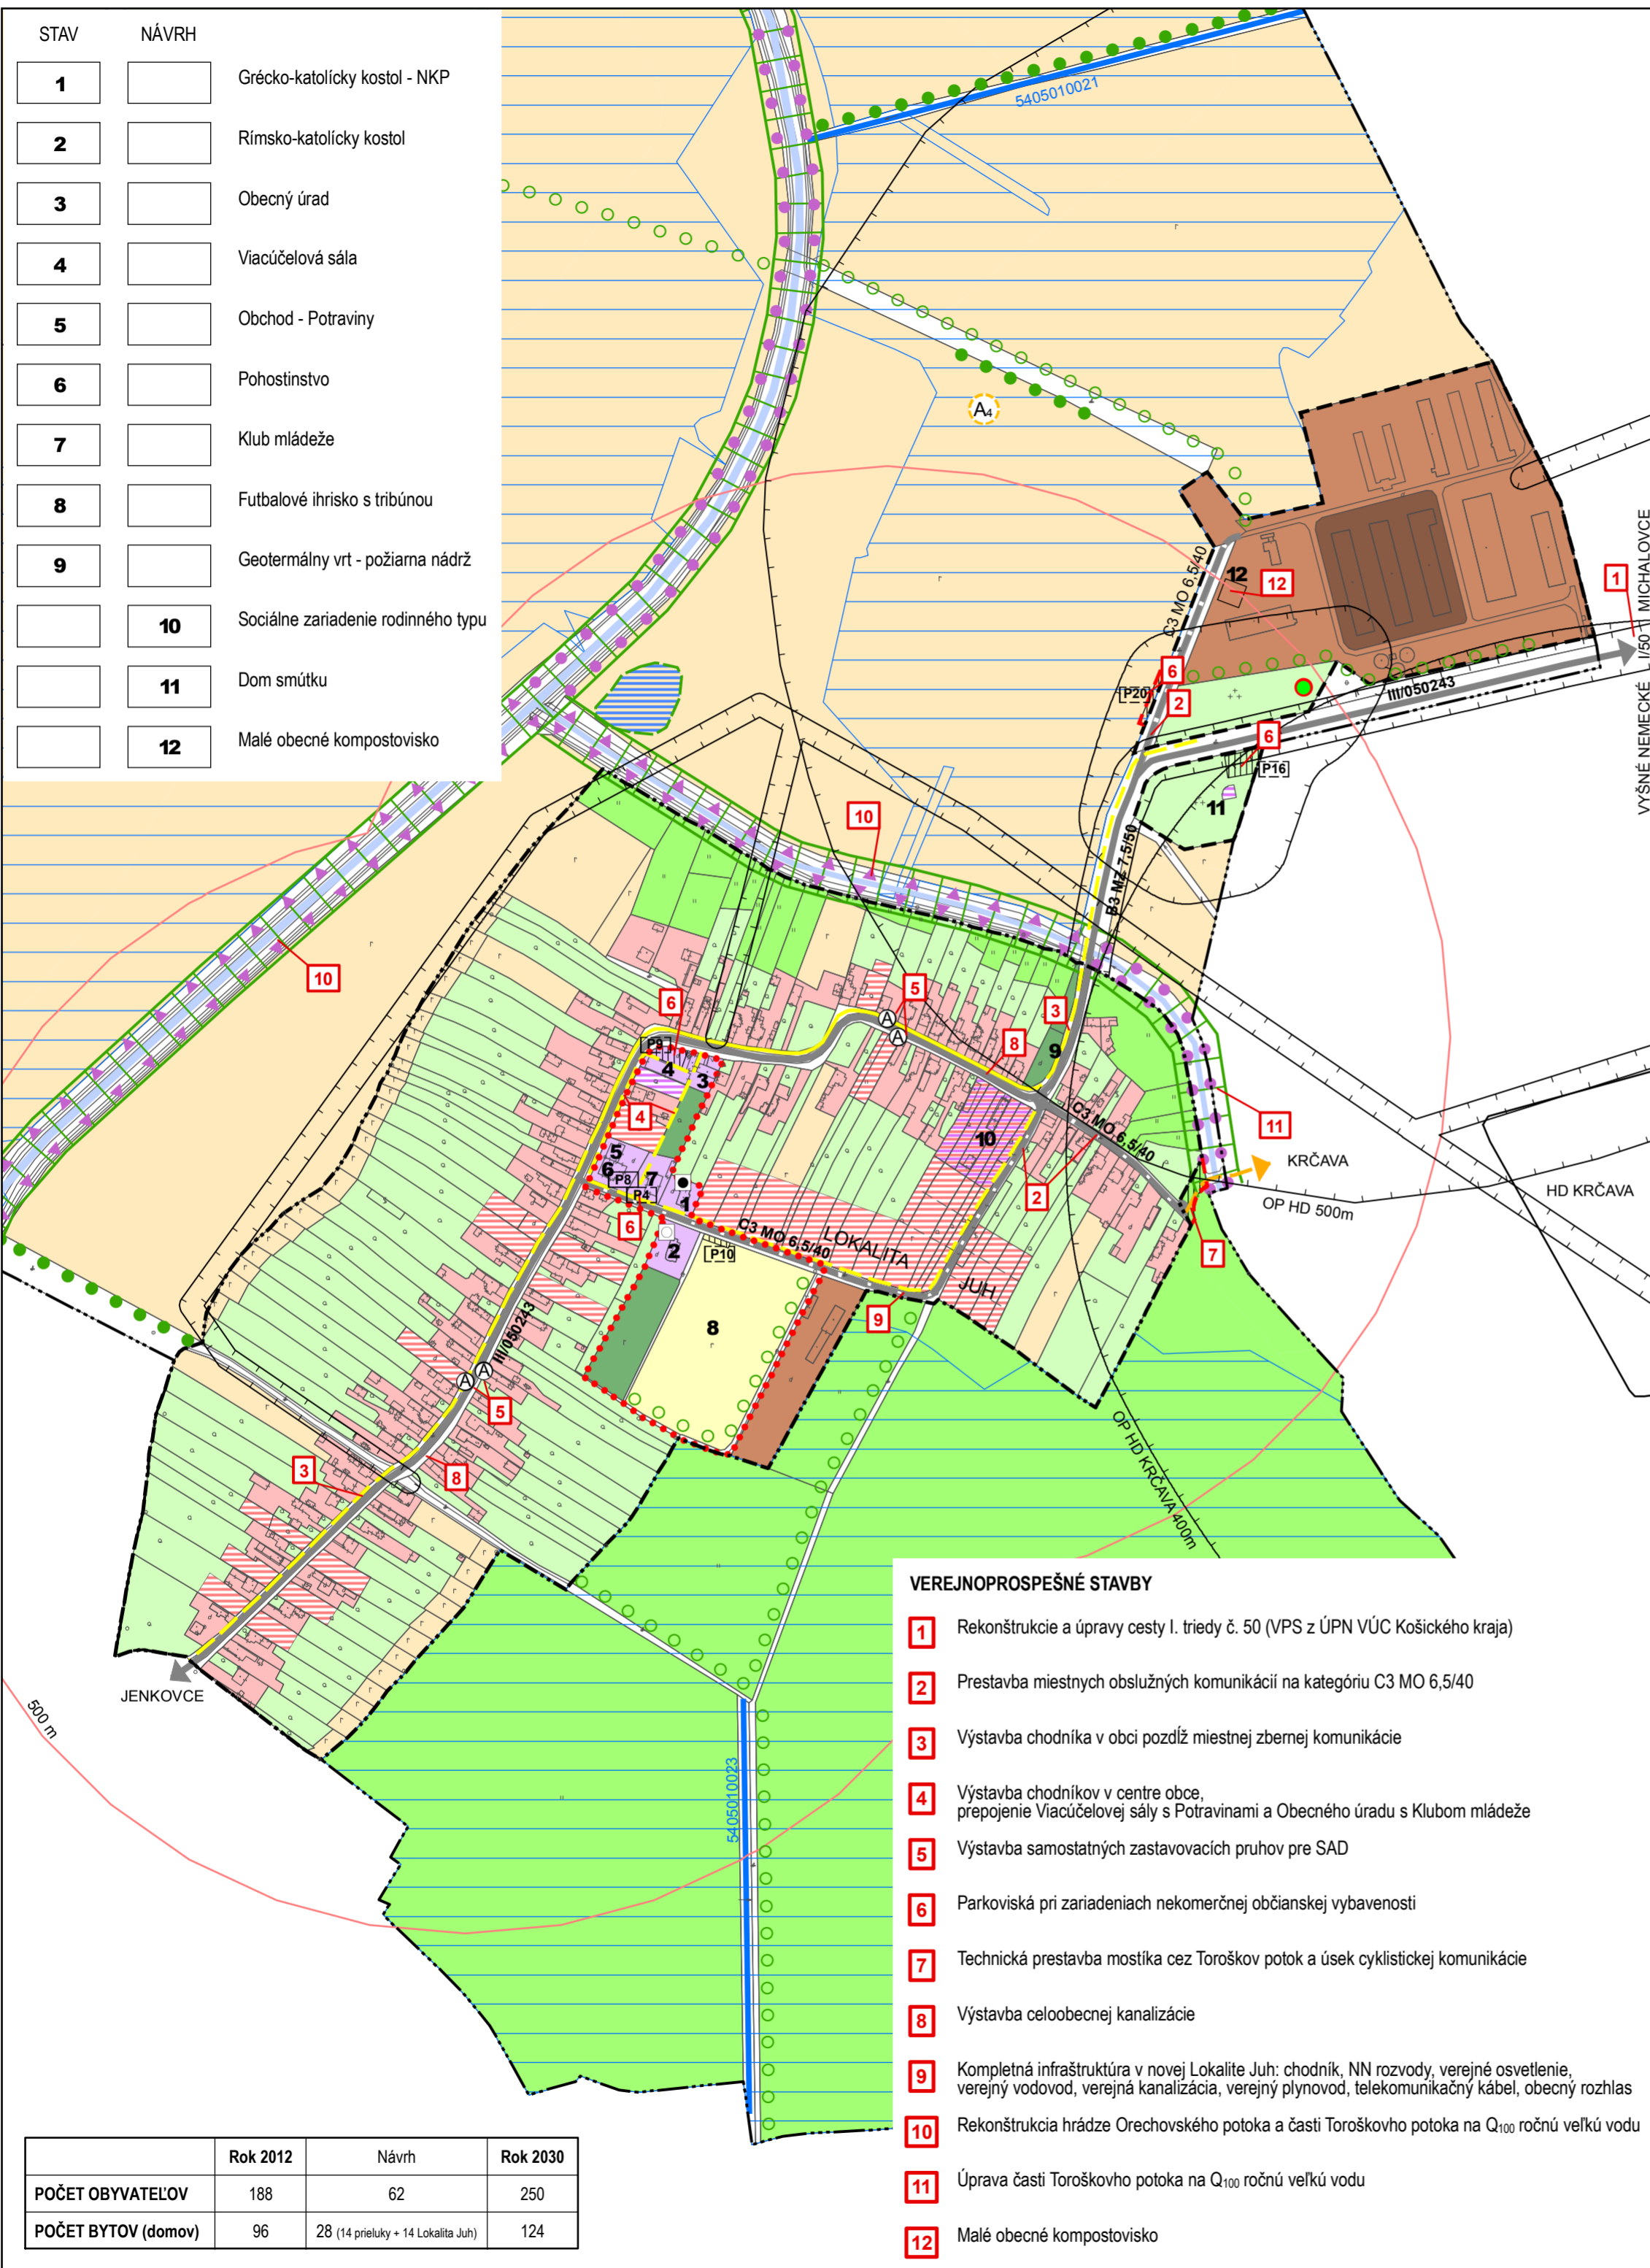 STAV NÁVRH
1 Grécko-katolícky kostol - NKP
2 Rímsko-katolícky kostol
3 Obecný úrad
4 Viacúčelová sála
5 Obchod - Potraviny
6 Pohostinstvo
7 Klub mládeže
8 Futbalové ihrisko s tribúnou
9 Geotermálny vrt - požiarna nádrž
10 Sociálne zariadenie rodinného typu
11 Dom smútku
12 Malé obecné kompostovisko
5405010021
A4
C3 MO 6,5/40
12
12
1
VYŠNÉ NEMECKÉ I/50 MICHALOVCE
6
P20
2
III/050243
6
P16
11
10
B3 MZ 7,5/50
10
5
A
A
6
3
8
9
P9
4
3
4
C3 MO 6,5/40
10
11
KRČAVA
5
6
P8
7
P4
1
2
HD KRČAVA
OP HD 500m
6
C3 MO 6,5/40
LOKALITA
JUH
2
P10
7
8
9
III/050243
A
A
5
OP HD KRČAVA 400m
3
8
JENKOVCE
500 m
5405010023
VEREJNOPROSPEŠNÉ STAVBY
1 Rekonštrukcie a úpravy cesty I. triedy č. 50 (VPS z ÚPN VÚC Košického kraja)
2 Prestavba miestnych obslužných komunikácií na kategóriu C3 MO 6,5/40
3 Výstavba chodníka v obci pozdĺž miestnej zbernej komunikácie
4 Výstavba chodníkov v centre obce,
prepojenie Viacúčelovej sály s Potravinami a Obecného úradu s Klubom mládeže
5 Výstavba samostatných zastavovacích pruhov pre SAD
6 Parkoviská pri zariadeniach nekomerčnej občianskej vybavenosti
7 Technická prestavba mostíka cez Toroškov potok a úsek cyklistickej komunikácie
8 Výstavba celoobecnej kanalizácie
9 Kompletná infraštruktúra v novej Lokalite Juh: chodník, NN rozvody, verejné osvetlenie,
verejný vodovod, verejná kanalizácia, verejný plynovod, telekomunikačný kábel, obecný rozhlas
10 Rekonštrukcia hrádze Orechovského potoka a časti Toroškovho potoka na Q100 ročnú veľkú vodu
11 Úprava časti Toroškovho potoka na Q100 ročnú veľkú vodu
12 Malé obecné kompostovisko
Rok 2012 Návrh Rok 2030
POČET OBYVATEĽOV 188 62 250
POČET BYTOV (domov) 96 28 (14 prieluky + 14 Lokalita Juh) 124